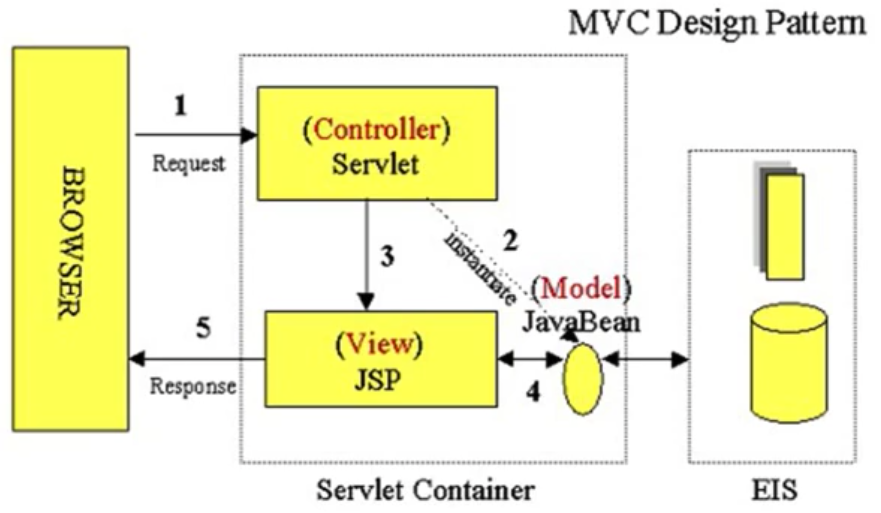 MVC Design Pattern
BROWSER
1
Request
(Controller)
Servlet
2
instantiate
3
(Model)
JavaBean
(View)
JSP
4
5
Response
Servlet Container
EIS